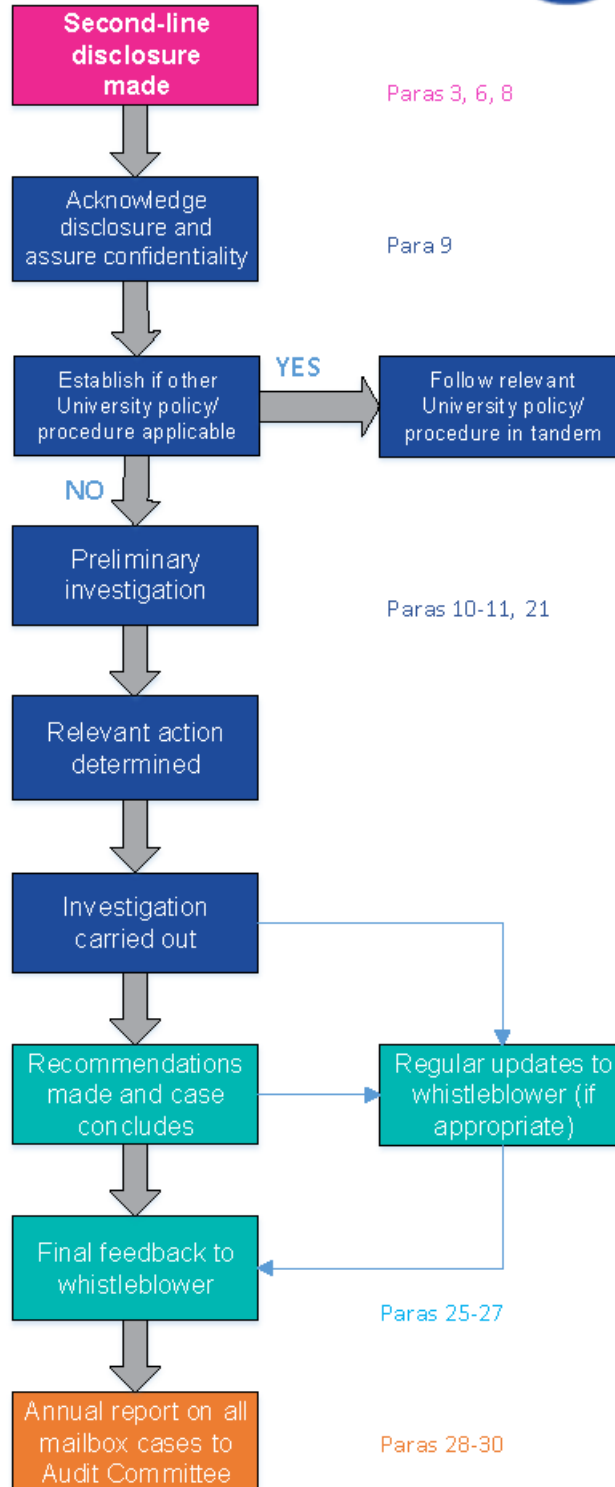 Second-line
disclosure
made
Paras 3, 6, 8
Acknowledge
disclosure and
assure confidentiality
Para 9
Establish if other
University policy/
procedure applicable
YES
Follow relevant
University policy/
procedure in tandem
NO
Preliminary
investigation
Paras 10-11, 21
Relevant action
determined
Investigation
carried out
Recommendations
made and case
concludes
Regular updates to
whistleblower (if
appropriate)
Final feedback to
whistleblower
Paras 25-27
Annual report on all
mailbox cases to
Audit Committee
Paras 28-30